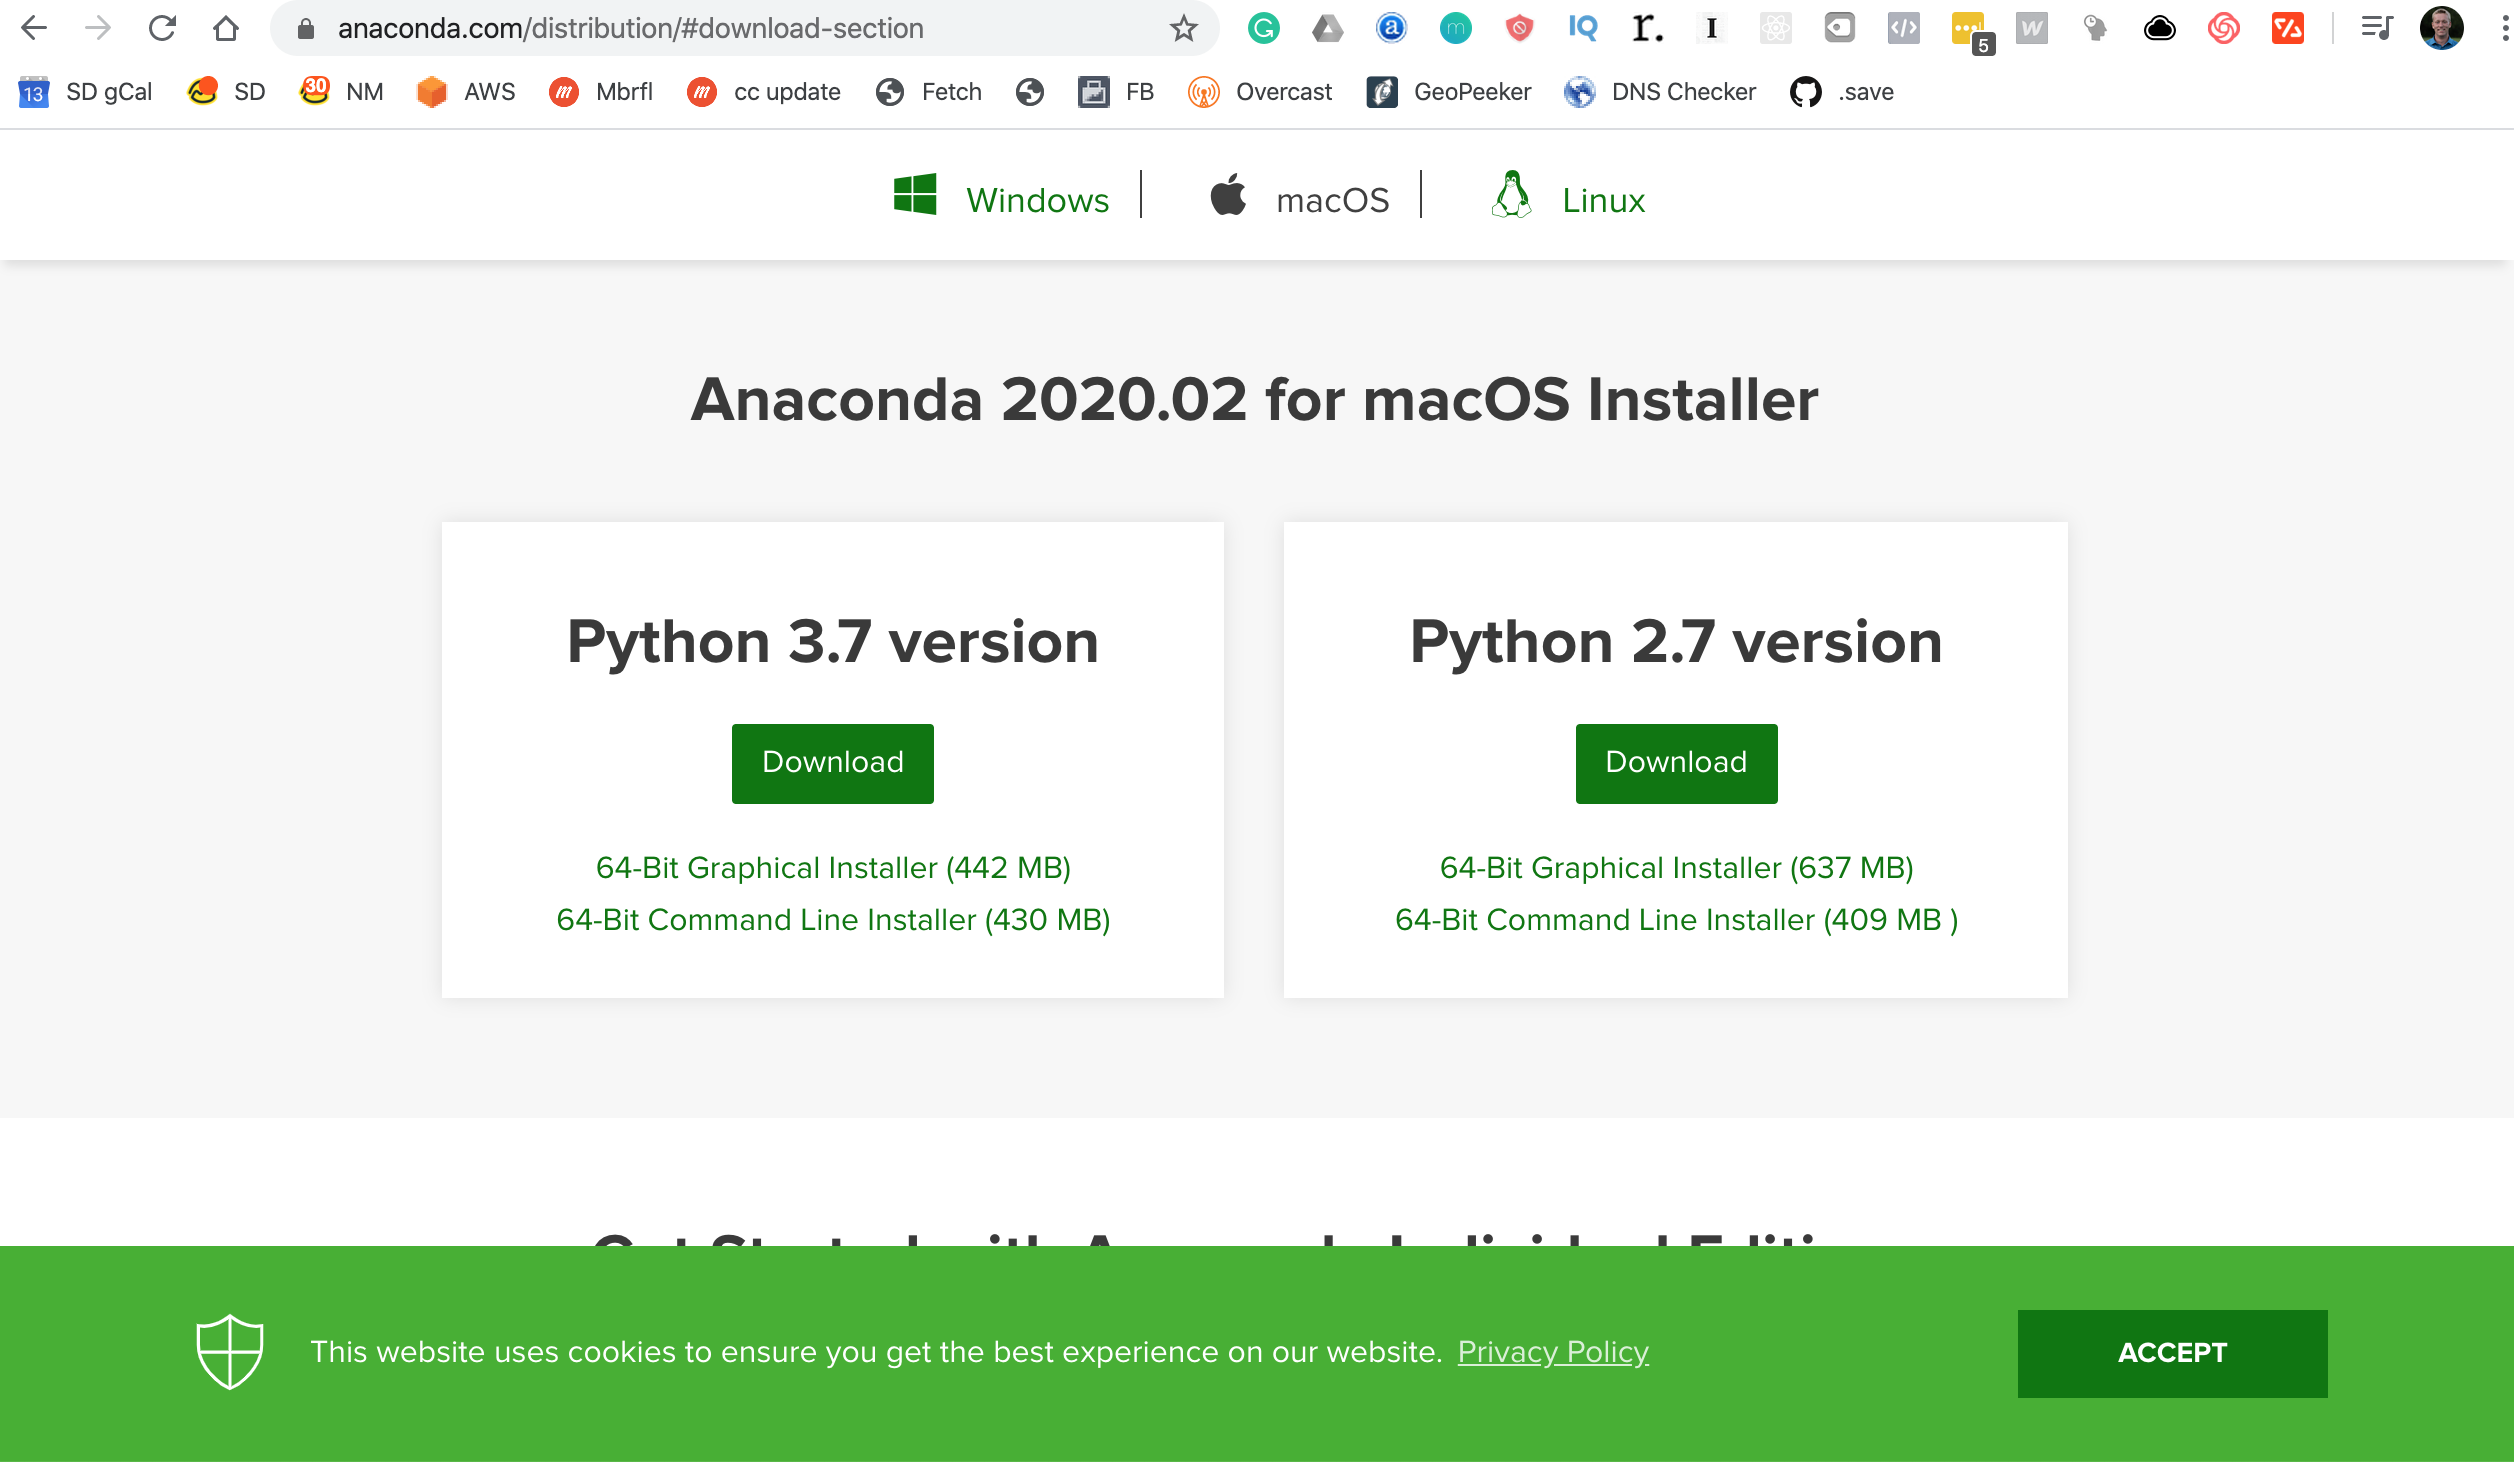 anaconda.com/distribution/#download-section
5
13 SD gCal SD 30 NM AWS Mbrfl cc update Fetch FB Overcast GeoPeeker DNS Checker .save
Windows macOS Linux
Anaconda 2020.02 for macOS Installer
Python 3.7 version
Download
64-Bit Graphical Installer (442 MB)
64-Bit Command Line Installer (430 MB)
Python 2.7 version
Download
64-Bit Graphical Installer (637 MB)
64-Bit Command Line Installer (409 MB )
This website uses cookies to ensure you get the best experience on our website. Privacy Policy
ACCEPT